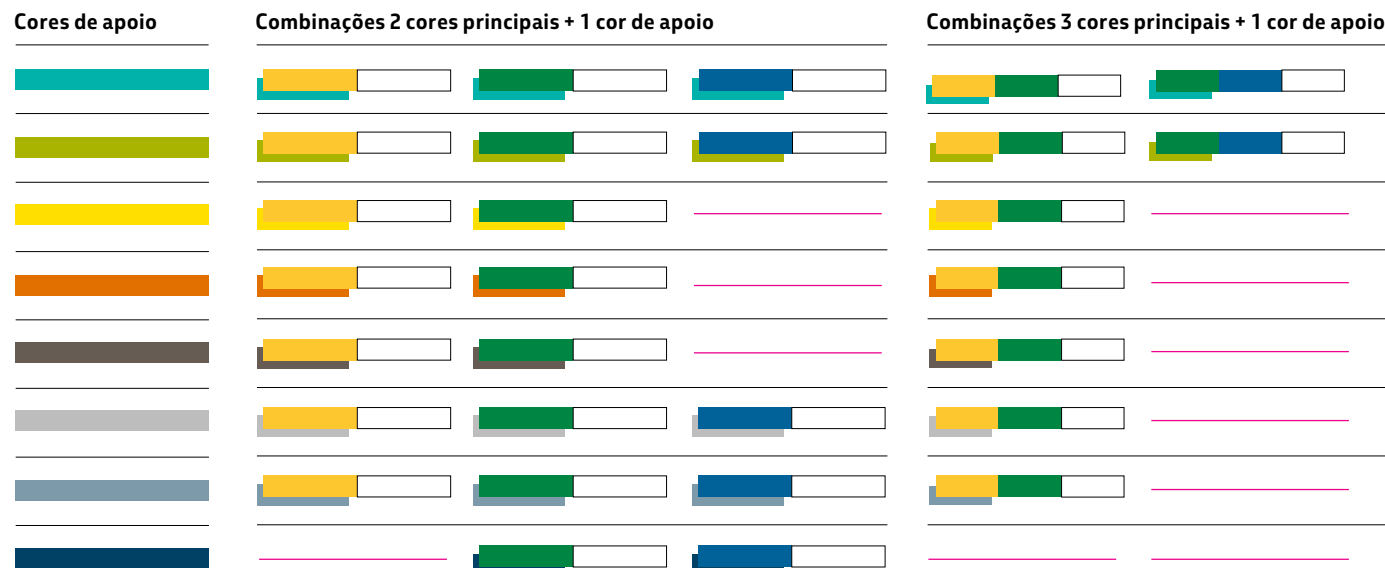 Cores de apoio
Combinações 2 cores principais + 1 cor de apoio
Combinações 3 cores principais + 1 cor de apoio